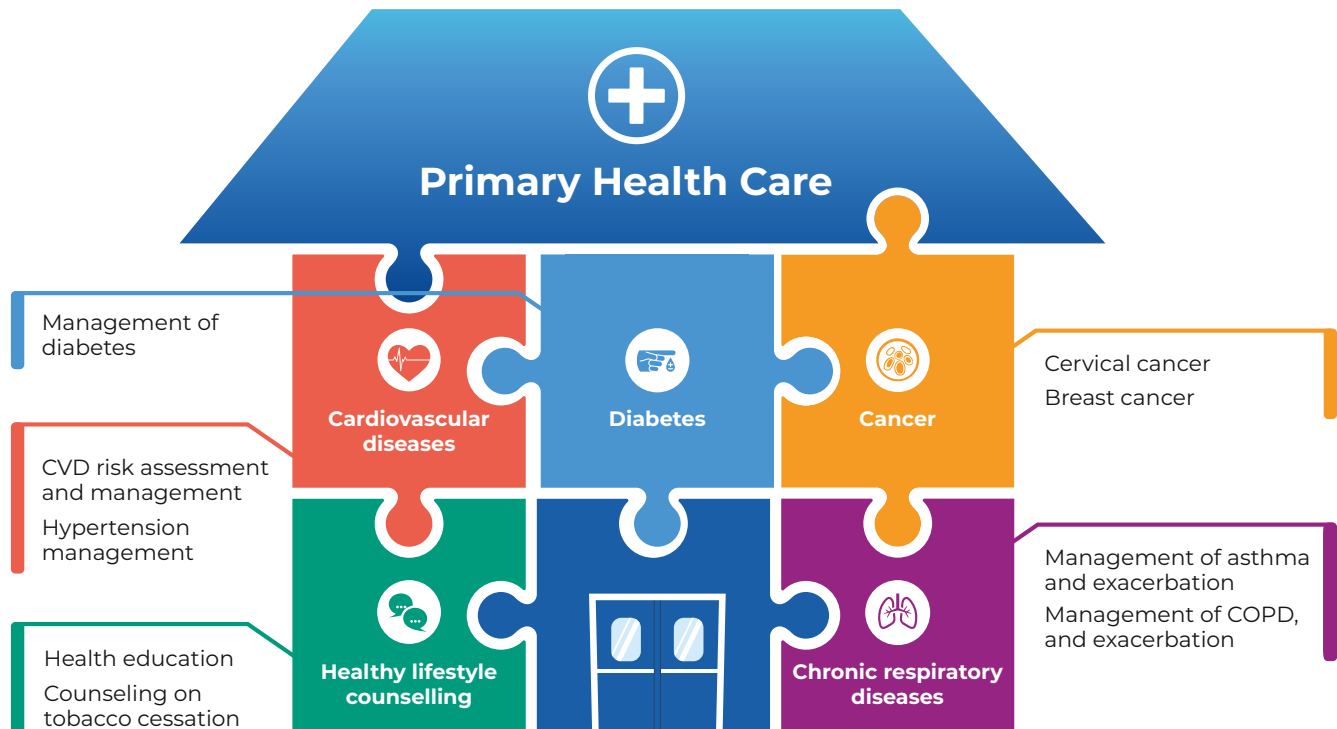 Primary Health Care
Management of
diabetes
Cardiovascular
diseases
Diabetes
Cancer
Cervical cancer
Breast cancer
CVD risk assessment
and management
Hypertension
management
Management of asthma
and exacerbation
Management of COPD,
and exacerbation
Health education
Counseling on
tobacco cessation
Healthy lifestyle
counselling
Chronic respiratory
diseases